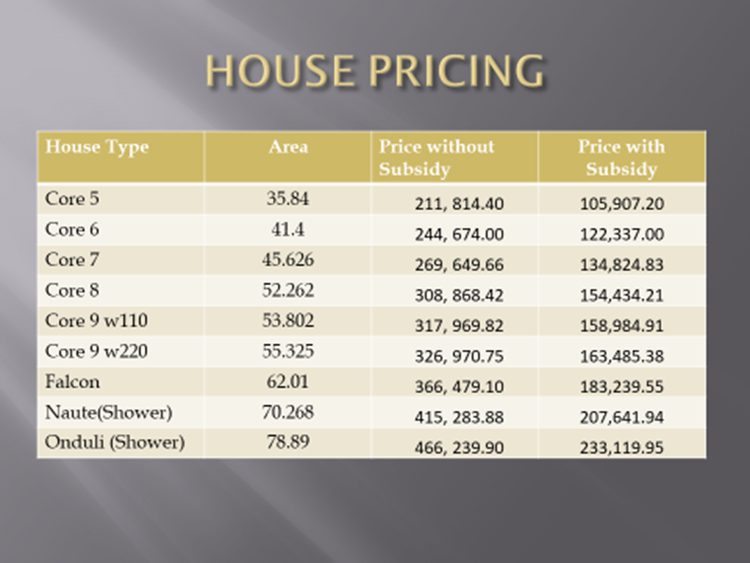 HOUSE PRICING
House Type Area Price without Subsidy Price with Subsidy
Core 5 35.84 211, 814.40 105,907.20
Core 6 41.4 244, 674.00 122,337.00
Core 7 45.626 269, 649.66 134,824.83
Core 8 52.262 308, 868.42 154,434.21
Core 9 w110 53.802 317, 969.82 158,984.91
Core 9 w220 55.325 326, 970.75 163,485.38
Falcon 62.01 366, 479.10 183,239.55
Naute(Shower) 70.268 415, 283.88 207,641.94
Onduli (Shower) 78.89 466, 239.90 233,119.95